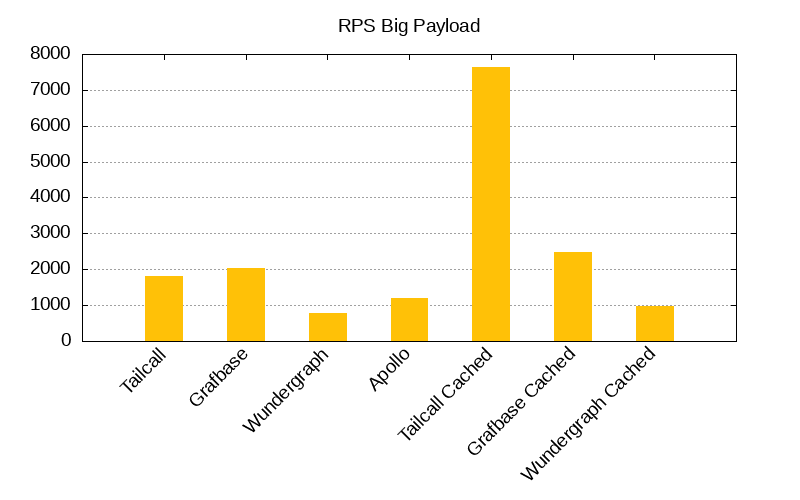 RPS Big Payload
8000
7000
6000
5000
4000
3000
2000
1000
0
Tailcall
Grafbase
Wundergraph
Apollo
Tailcall Cached
Grafbase Cached
Wundergraph Cached